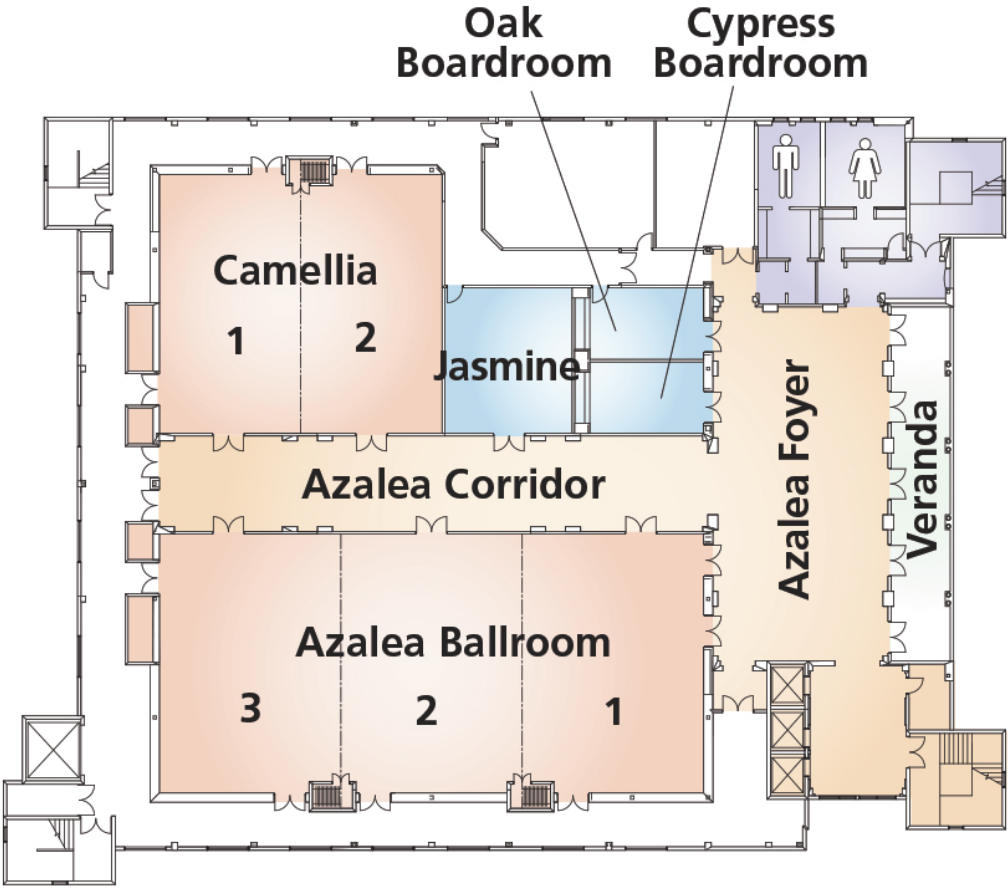 Oak
Boardroom
Cypress
Boardroom
Camellia
1
2
Jasmine
Azalea Corridor
Azalea Foyer
Veranda
Azalea Ballroom
3
2
1